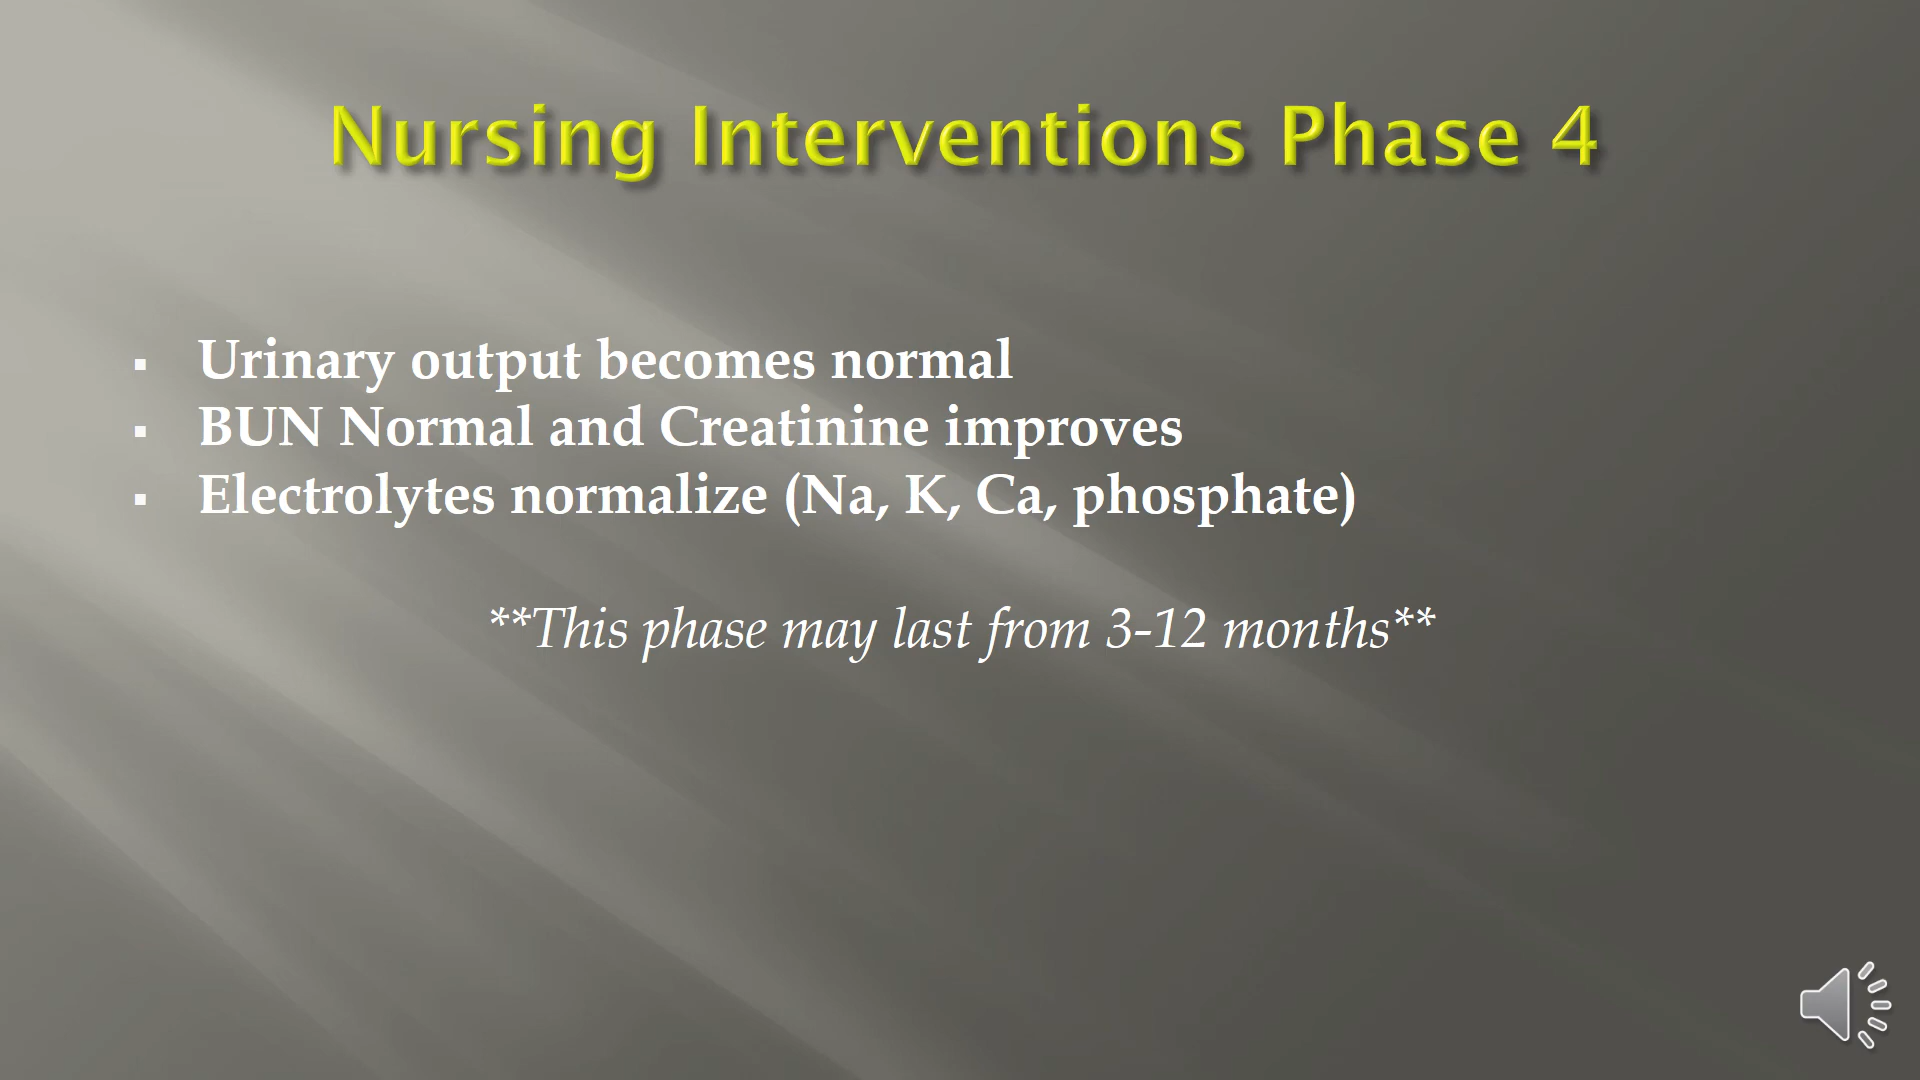 Nursing Interventions Phase 4
▪ Urinary output becomes normal
▪ BUN Normal and Creatinine improves
▪ Electrolytes normalize (Na, K, Ca, phosphate)
**This phase may last from 3-12 months**